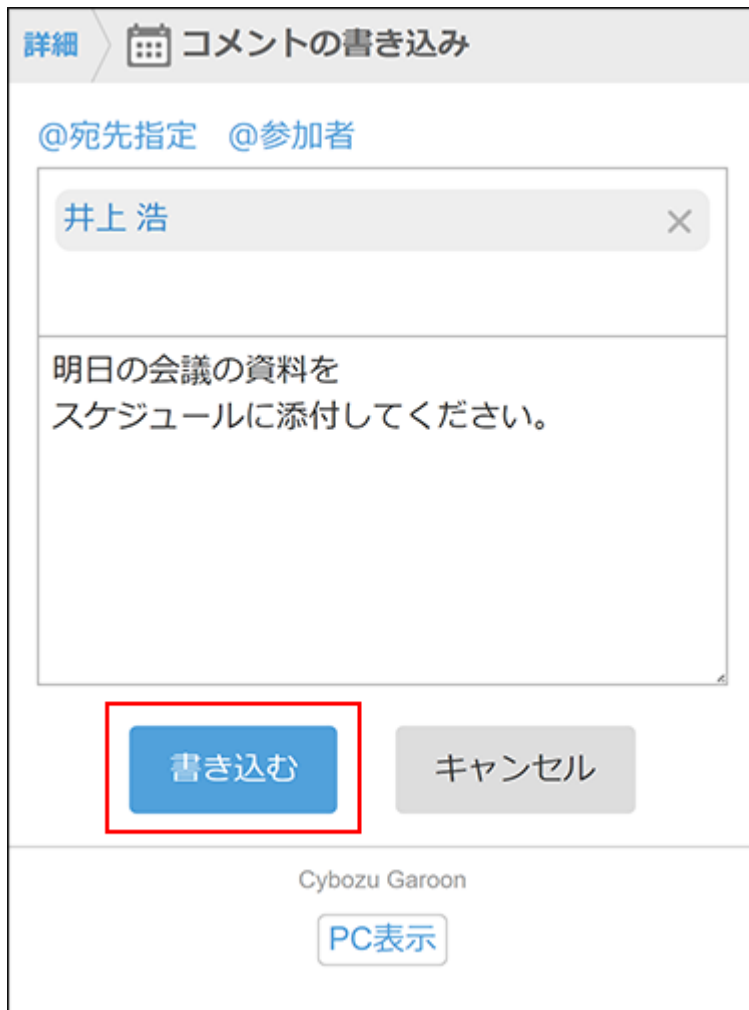 詳細 コメントの書き込み
@宛先指定 @参加者
井上 浩
明日の会議の資料を
スケジュールに添付してください。
書き込む キャンセル
Cybozu Garoon
PC表示